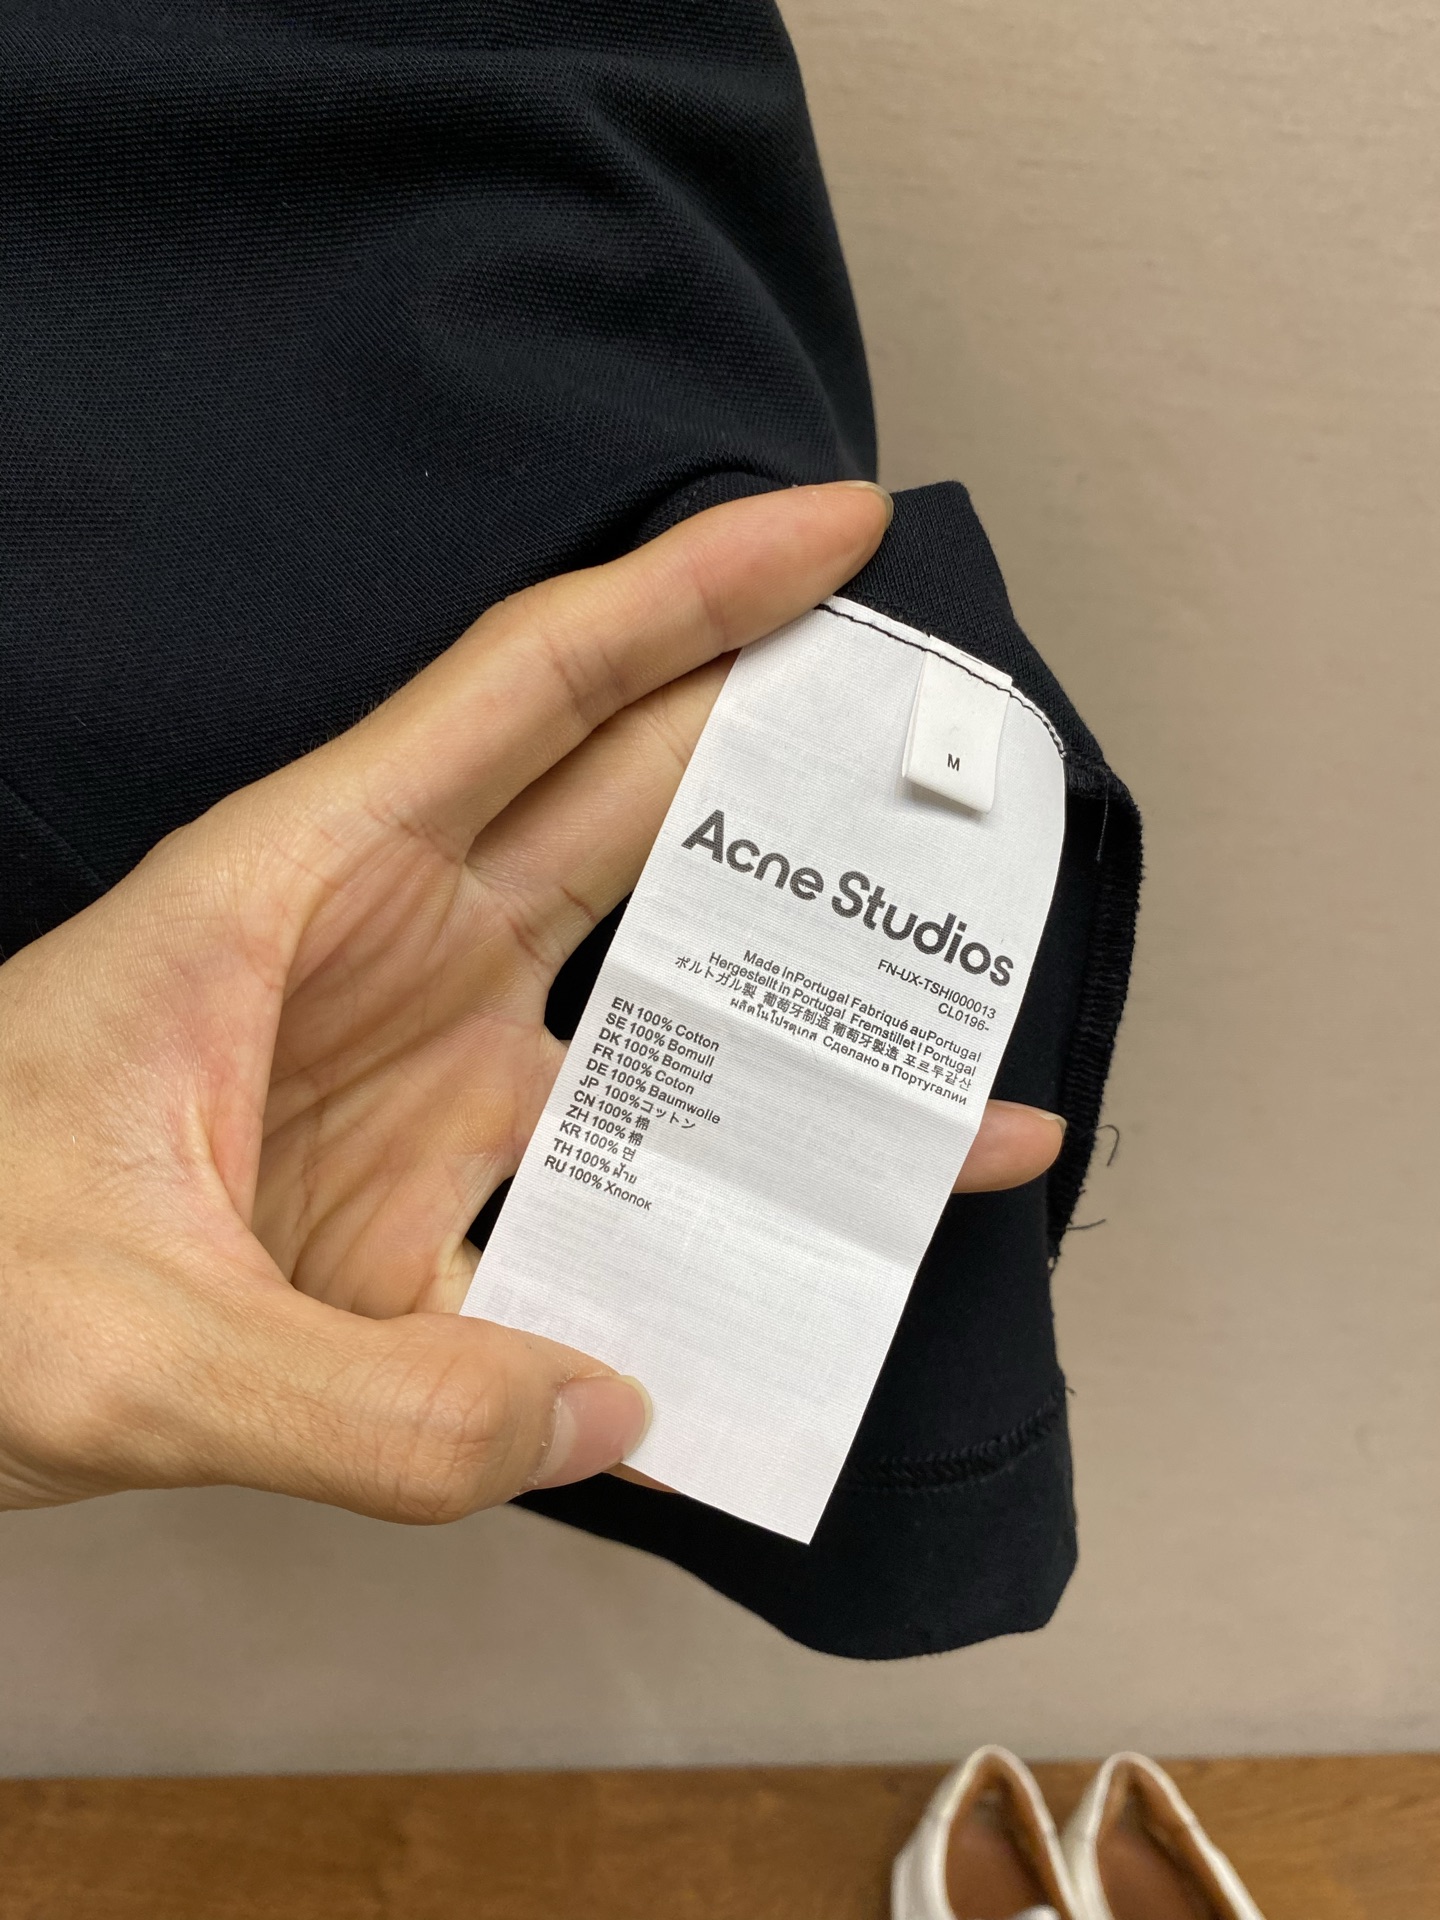 M
Acne Studios
FN-UX-TSHI000013
CL0196-
Made inPortugal Fabriqué auPortugal
Hergestellt in Portugal Fremstillet I Portugal
ポルトガル製 葡萄牙制造 葡萄牙製造 포르투갈산
ผลิตในโปรตุเกส Сделано в Португалии
EN 100% Cotton
SE 100% Bomull
DK 100% Bomuld
FR 100% Coton
DE 100% Baumwolle
JP 100%コットン
CN 100% 棉
ZH 100% 棉
KR 100% 면
TH 100% ฝ้าย
RU 100% Хлопок